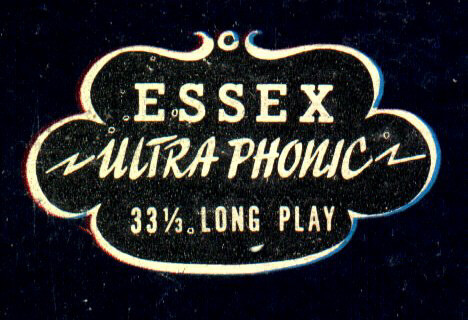 ESSEX
ULTRA PHONIC
33⅓ LONG PLAY